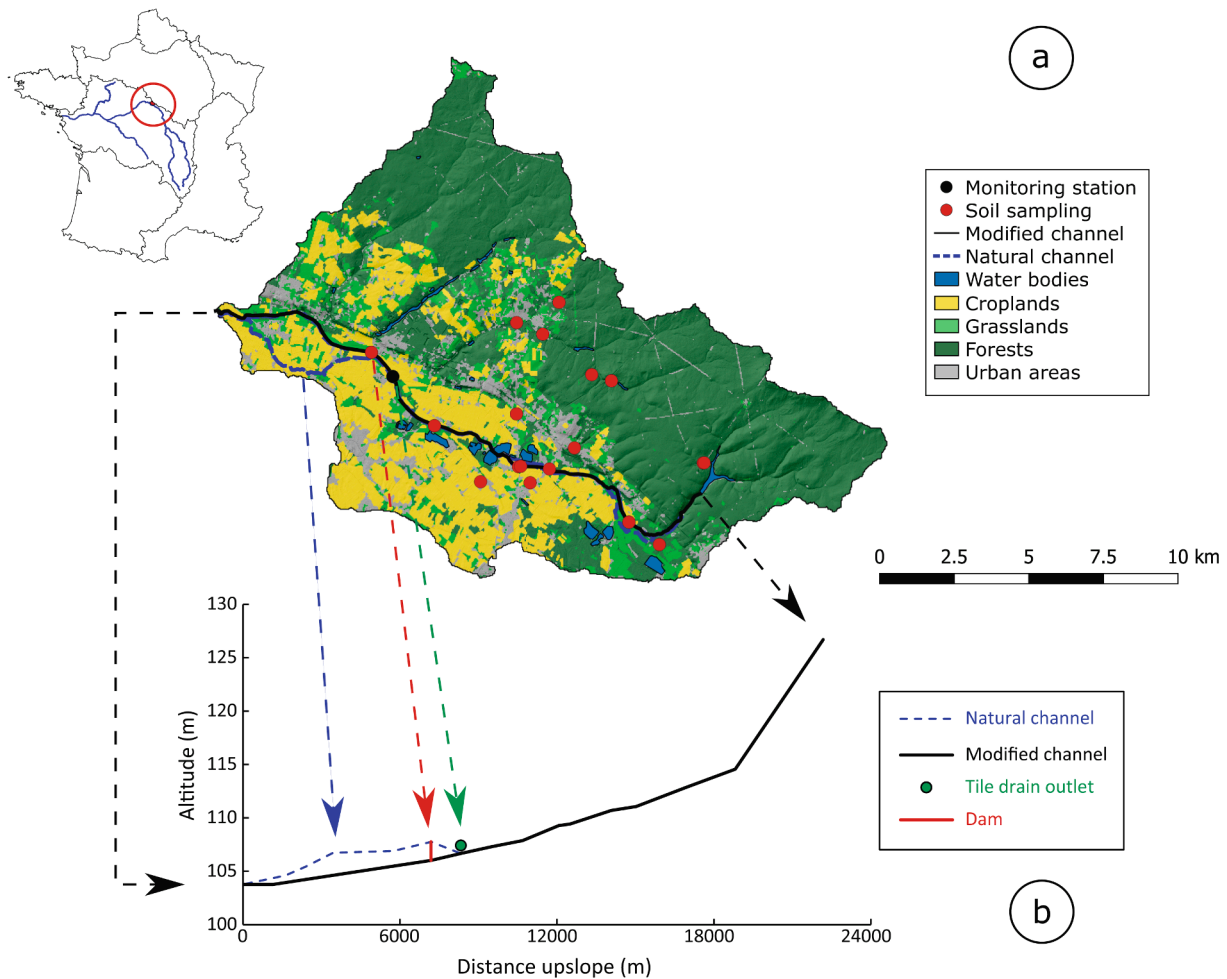 a
Monitoring station
Soil sampling
Modified channel
Natural channel
Water bodies
Croplands
Grasslands
Forests
Urban areas
0 2.5 5 7.5 10 km
130
125
120
115
110
105
100
Altitude (m)
0 6000 12000 18000 24000
Distance upslope (m)
Natural channel
Modified channel
Tile drain outlet
Dam
b